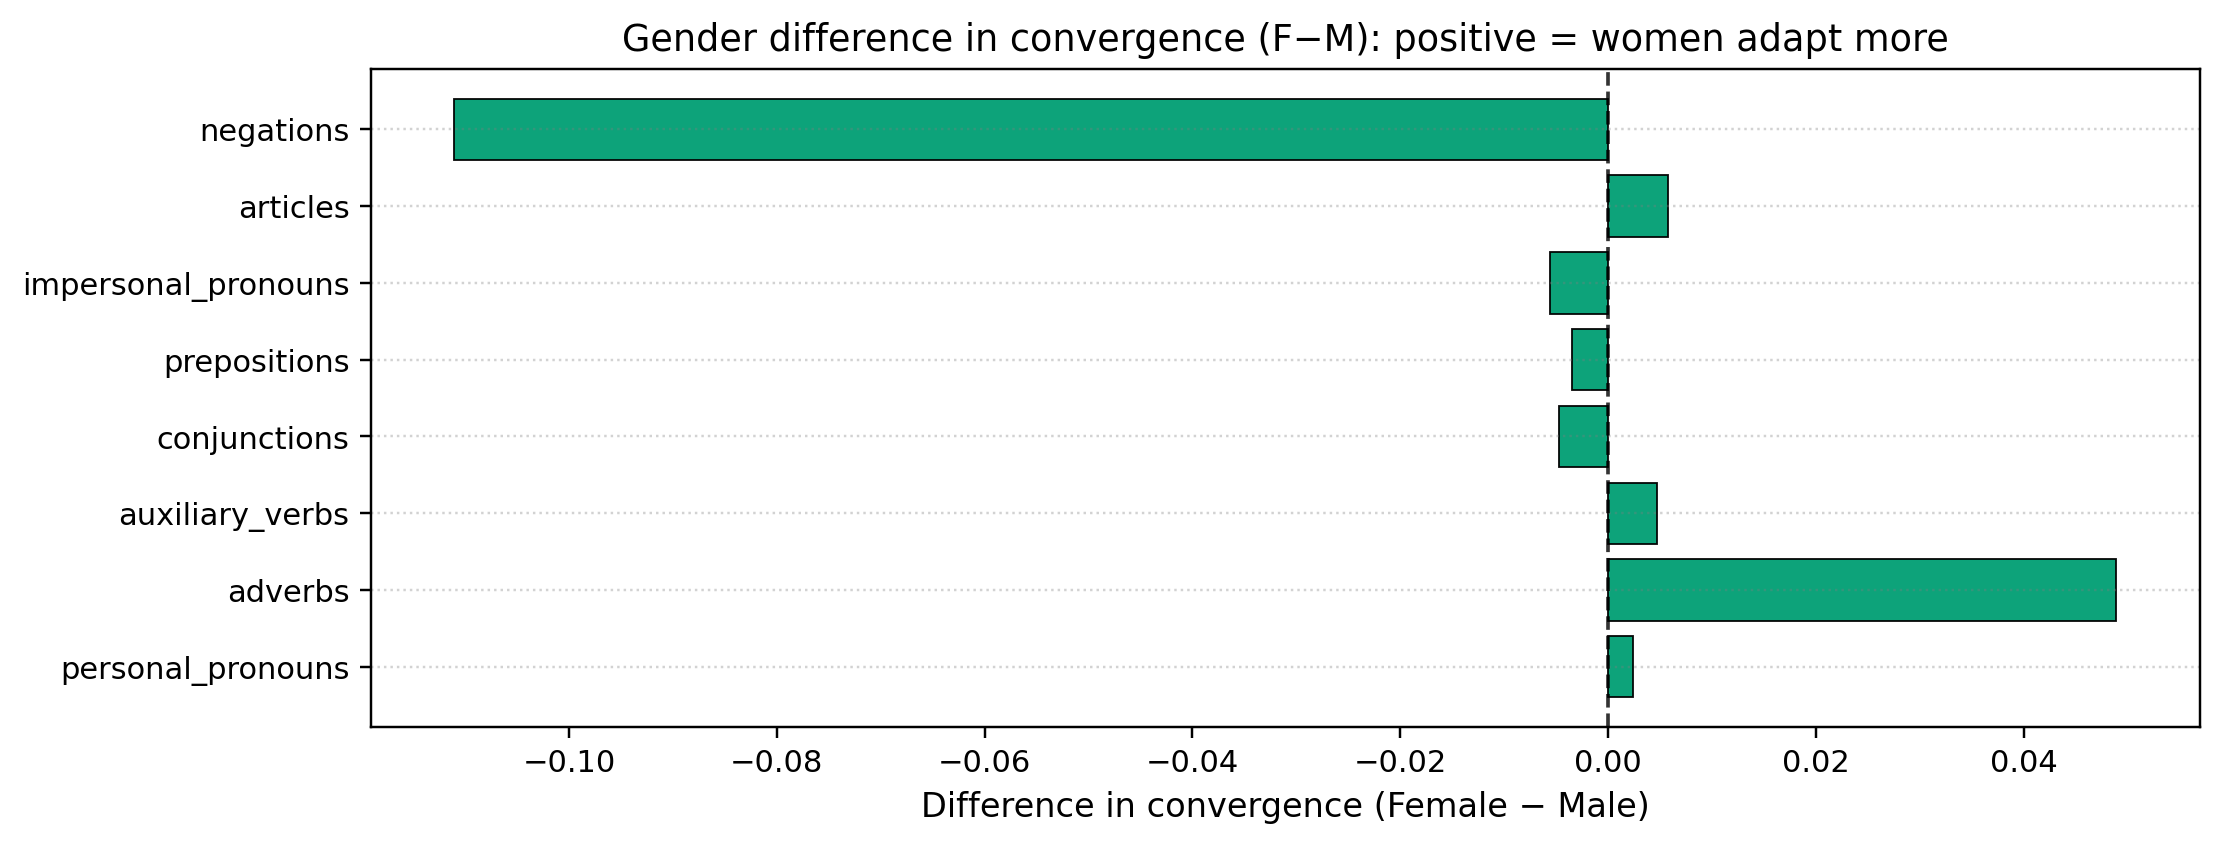 Gender difference in convergence (F−M): positive = women adapt more
negations
articles
impersonal_pronouns
prepositions
conjunctions
auxiliary_verbs
adverbs
personal_pronouns
−0.10 −0.08 −0.06 −0.04 −0.02 0.00 0.02 0.04
Difference in convergence (Female − Male)